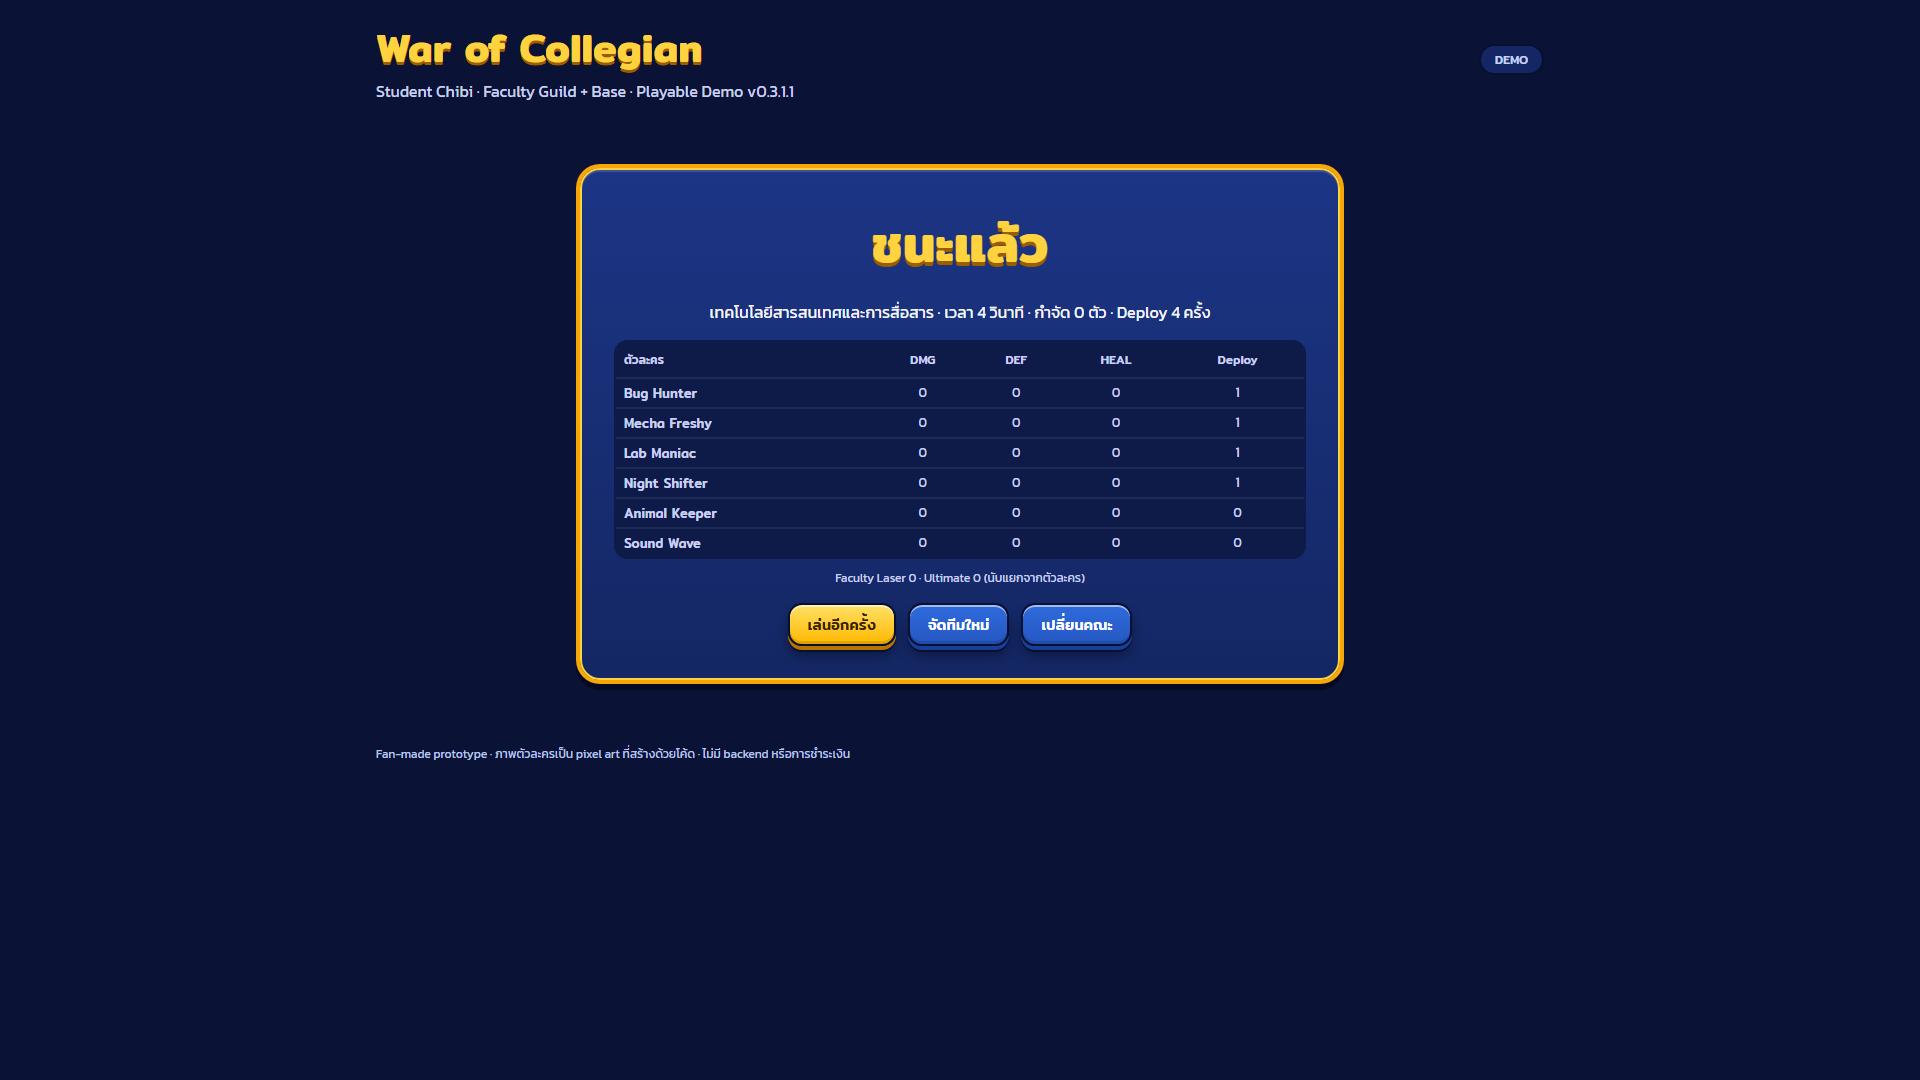 War of Collegian
Student Chibi · Faculty Guild + Base · Playable Demo v0.3.1.1
DEMO
ชนะแล้ว
เทคโนโลยีสารสนเทศและการสื่อสาร · เวลา 4 วินาที · กำจัด 0 ตัว · Deploy 4 ครั้ง
ตัวละคร DMG DEF HEAL Deploy
Bug Hunter 0 0 0 1
Mecha Freshy 0 0 0 1
Lab Maniac 0 0 0 1
Night Shifter 0 0 0 1
Animal Keeper 0 0 0 0
Sound Wave 0 0 0 0
Faculty Laser 0 · Ultimate 0 (นับแยกจากตัวละคร)
เล่นอีกครั้ง จัดทีมใหม่ เปลี่ยนคณะ
Fan-made prototype · ภาพตัวละครเป็น pixel art ที่สร้างด้วยโค้ด · ไม่มี backend หรือการชำระเงิน